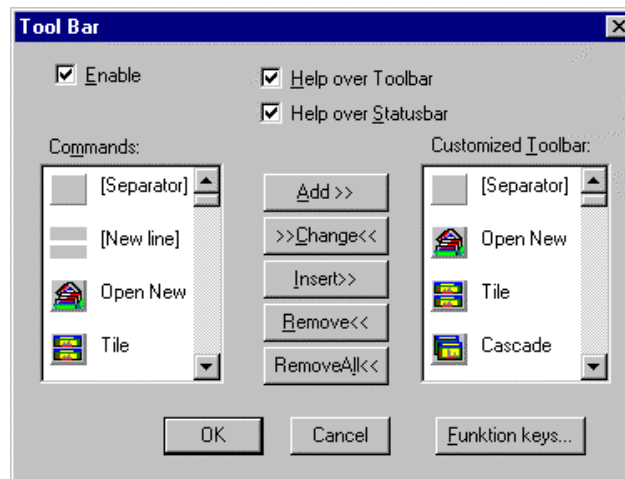 Tool Bar
Enable
Help over Toolbar
Help over Statusbar
Commands:
Customized Toolbar:
[Separator]
[New line]
Open New
Tile
Add >>
>>Change<<
Insert>>
Remove<<
RemoveAll<<
[Separator]
Open New
Tile
Cascade
OK
Cancel
Funktion keys...